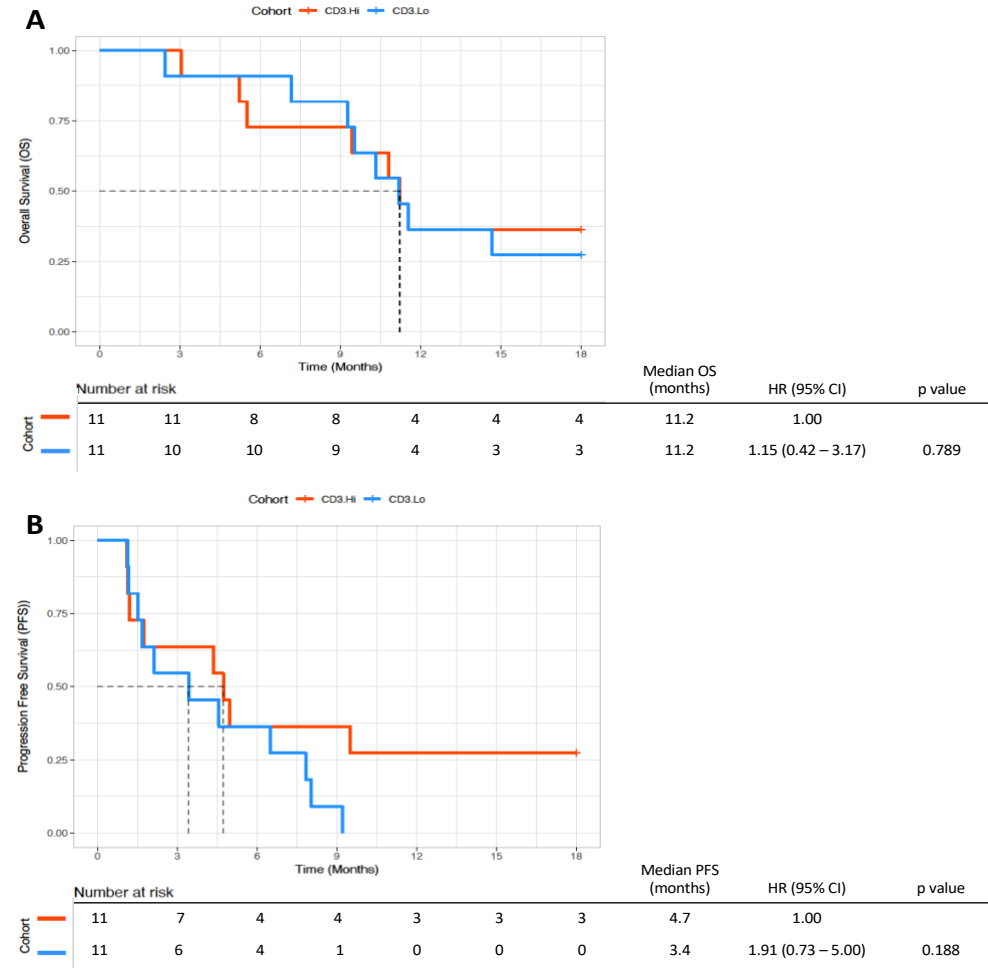 Cohort CD3.Hi CD3.Lo
A
1.00
0.75
0.50
0.25
0.00
Overall Survival (OS)
0 3 6 9 12 15 18
Time (Months)
Number at risk Median OS (months) HR (95% CI) p value
Cohort
11 11 8 8 4 4 4 11.2 1.00
11 10 10 9 4 3 3 11.2 1.15 (0.42 – 3.17) 0.789
Cohort CD3.Hi CD3.Lo
B
1.00
0.75
0.50
0.25
0.00
Progression Free Survival (PFS))
0 3 6 9 12 15 18
Time (Months)
Number at risk Median PFS (months) HR (95% CI) p value
Cohort
11 7 4 4 3 3 3 4.7 1.00
11 6 4 1 0 0 0 3.4 1.91 (0.73 – 5.00) 0.188